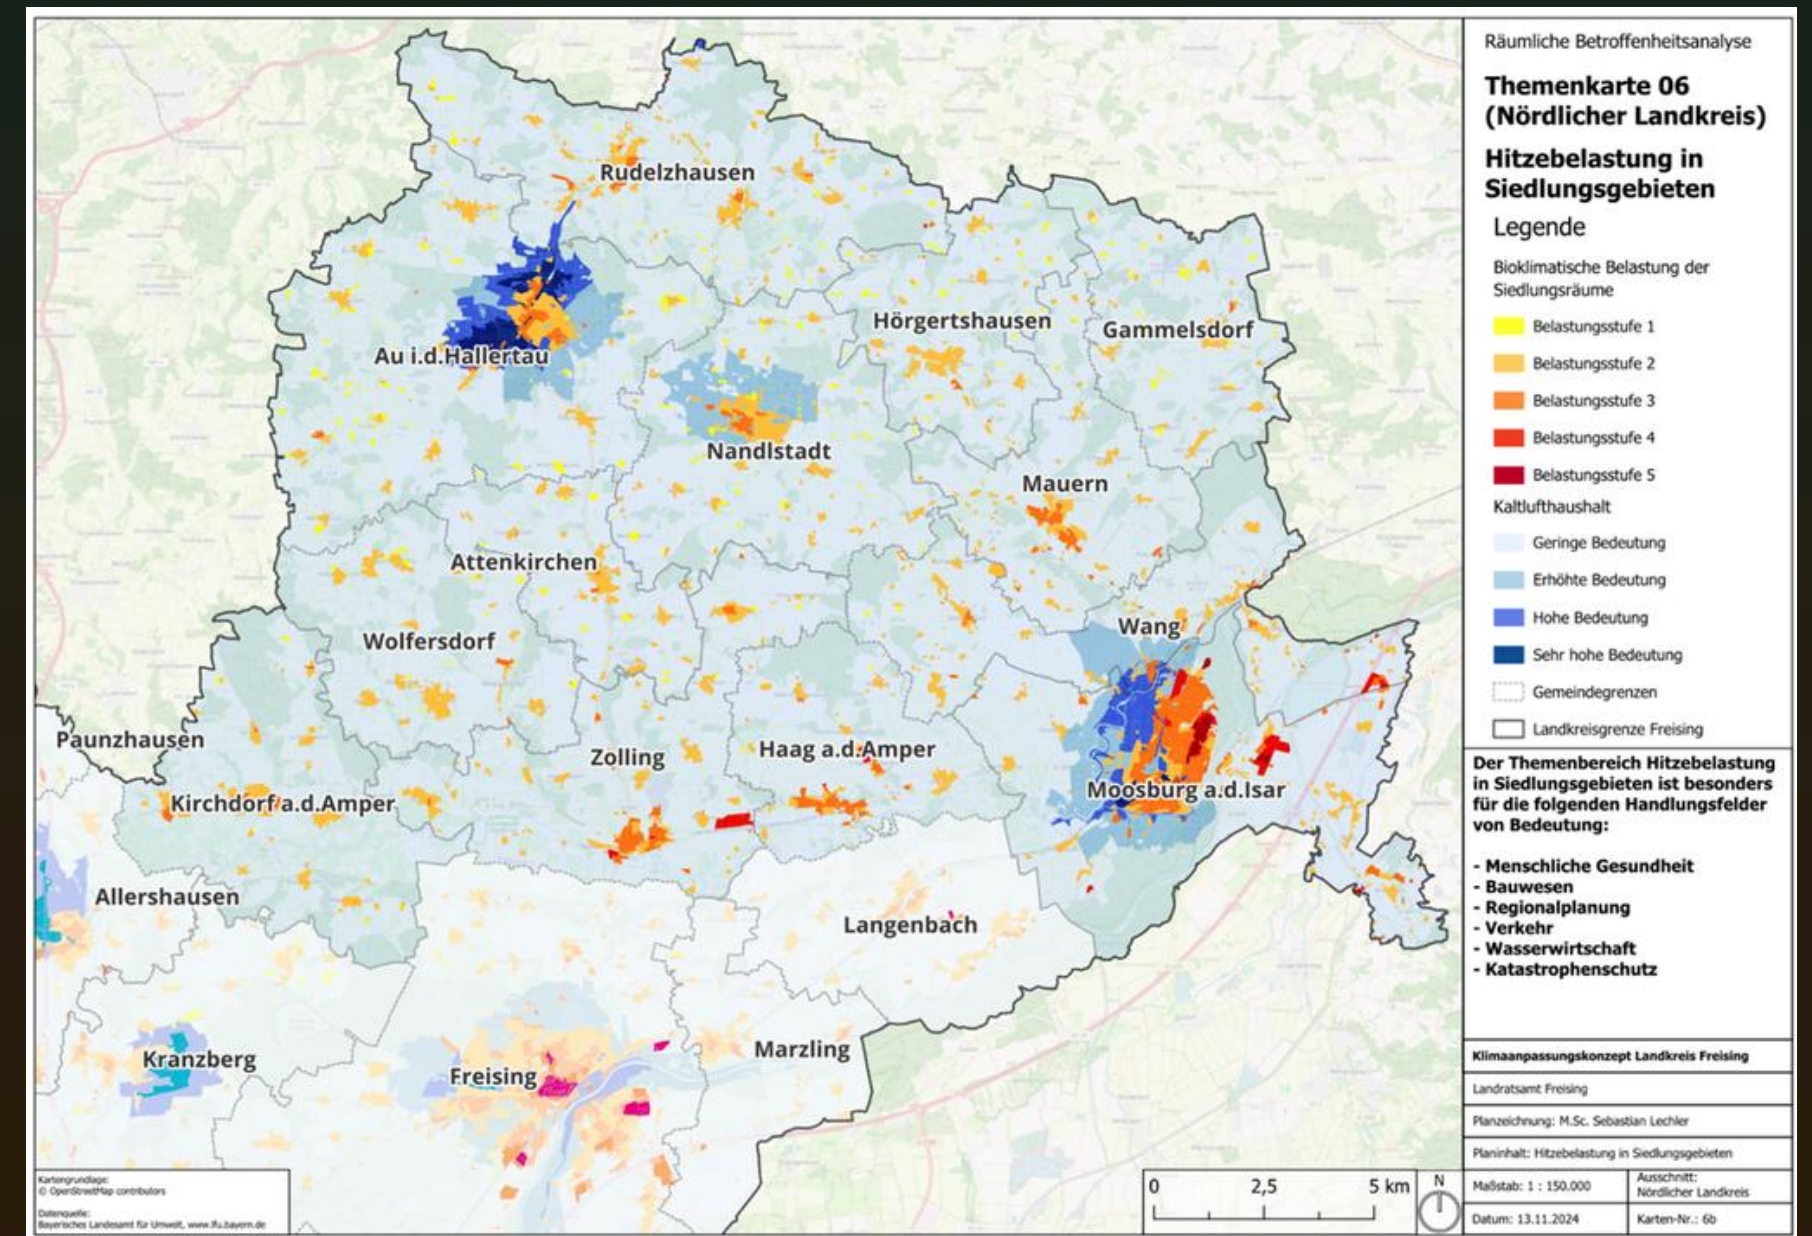 Rudelzhausen
Au i.d.Hallertau
Hörgertshausen
Gammelsdorf
Nandlstadt
Mauern
Attenkirchen
Wolfersdorf
Wang
Paunzhausen
Zolling
Haag a.d.Amper
Moosburg a.d.Isar
Kirchdorf a.d.Amper
Allershausen
Langenbach
Kranzberg
Freising
Marzling
Kartengrundlage:
© OpenStreetMap contributors
Datenquelle:
Bayerisches Landesamt für Umwelt, www.lfu.bayern.de
0 2,5 5 km
N
Räumliche Betroffenheitsanalyse
Themenkarte 06
(Nördlicher Landkreis)
Hitzebelastung in
Siedlungsgebieten
Legende
Bioklimatische Belastung der
Siedlungsräume
Belastungsstufe 1
Belastungsstufe 2
Belastungsstufe 3
Belastungsstufe 4
Belastungsstufe 5
Kaltlufthaushalt
Geringe Bedeutung
Erhöhte Bedeutung
Hohe Bedeutung
Sehr hohe Bedeutung
Gemeindegrenzen
Landkreisgrenze Freising
Der Themenbereich Hitzebelastung
in Siedlungsgebieten ist besonders
für die folgenden Handlungsfelder
von Bedeutung:
- Menschliche Gesundheit
- Bauwesen
- Regionalplanung
- Verkehr
- Wasserwirtschaft
- Katastrophenschutz
Klimaanpassungskonzept Landkreis Freising
Landratsamt Freising
Planzeichnung: M.Sc. Sebastian Lechler
Planinhalt: Hitzebelastung in Siedlungsgebieten
Maßstab: 1 : 150.000
Ausschnitt:
Nördlicher Landkreis
Datum: 13.11.2024
Karten-Nr.: 6b